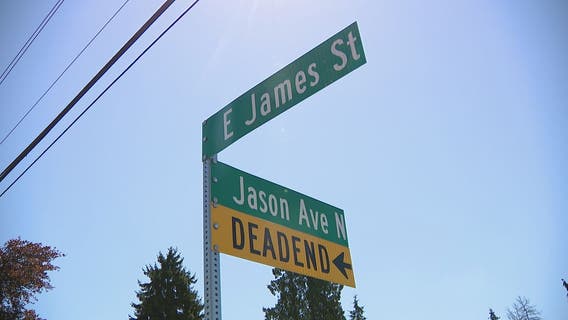 E James St
Jason Ave N
DEADEND ←